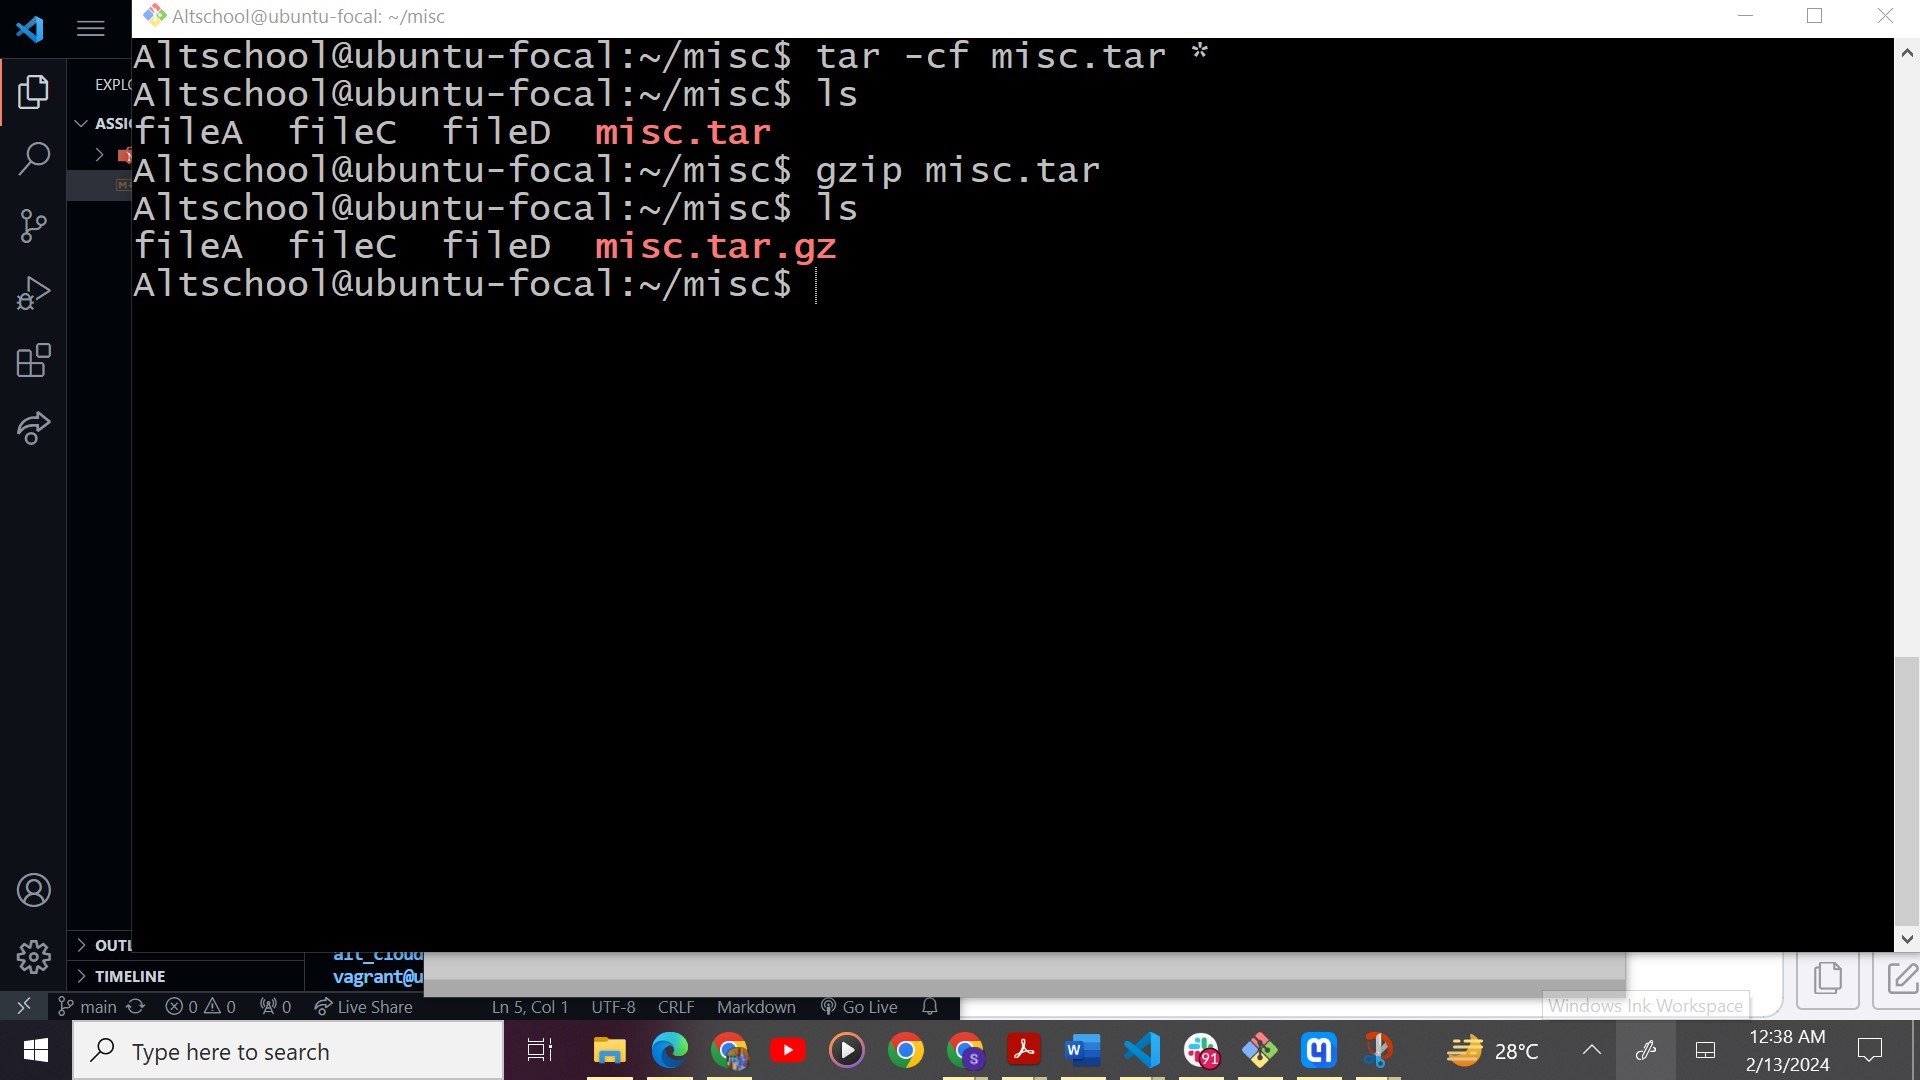 Altschool@ubuntu-focal: ~/misc
Altschool@ubuntu-focal:~/misc$ tar -cf misc.tar *
Altschool@ubuntu-focal:~/misc$ ls
fileA fileC fileD misc.tar
Altschool@ubuntu-focal:~/misc$ gzip misc.tar
Altschool@ubuntu-focal:~/misc$ ls
fileA fileC fileD misc.tar.gz
Altschool@ubuntu-focal:~/misc$
EXPL
ASSI
OUTL
TIMELINE
alt_cloud
vagrant@u
main 0 0 0 Live Share Ln 5, Col 1 UTF-8 CRLF Markdown Go Live
Windows Ink Workspace
Type here to search
91
28°C
12:38 AM
2/13/2024